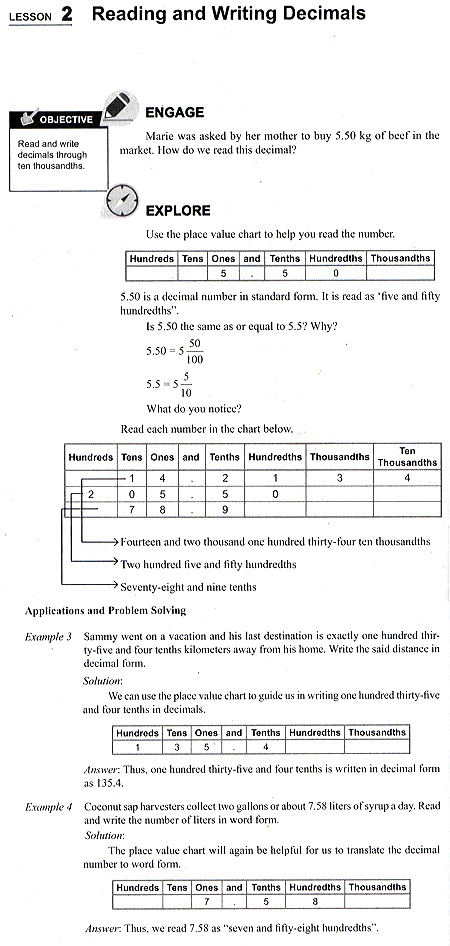 LESSON 2 Reading and Writing Decimals
OBJECTIVE
Read and write
decimals through
ten thousandths.
ENGAGE
Marie was asked by her mother to buy 5.50 kg of beef in the
market. How do we read this decimal?
EXPLORE
Use the place value chart to help you read the number.
Hundreds Tens Ones and Tenths Hundredths Thousandths
5 . 5 0
5.50 is a decimal number in standard form. It is read as ‘five and fifty
hundredths”.
Is 5.50 the same as or equal to 5.5? Why?
5.50 = 5 50/100
5.5 = 5 5/10
What do you notice?
Read each number in the chart below.
Hundreds Tens Ones and Tenths Hundredths Thousandths Ten Thousandths
1 4 . 2 1 3 4
2 0 5 . 5 0
7 8 . 9
Fourteen and two thousand one hundred thirty-four ten thousandths
Two hundred five and fifty hundredths
Seventy-eight and nine tenths
Applications and Problem Solving
Example 3 Sammy went on a vacation and his last destination is exactly one hundred thir-
ty-five and four tenths kilometers away from his home. Write the said distance in
decimal form.
Solution:
We can use the place value chart to guide us in writing one hundred thirty-five
and four tenths in decimals.
Hundreds Tens Ones and Tenths Hundredths Thousandths
1 3 5 . 4
Answer: Thus, one hundred thirty-five and four tenths is written in decimal form
as 135.4.
Example 4 Coconut sap harvesters collect two gallons or about 7.58 liters of syrup a day. Read
and write the number of liters in word form.
Solution:
The place value chart will again be helpful for us to translate the decimal
number to word form.
Hundreds Tens Ones and Tenths Hundredths Thousandths
7 . 5 8
Answer: Thus, we read 7.58 as “seven and fifty-eight hundredths”.